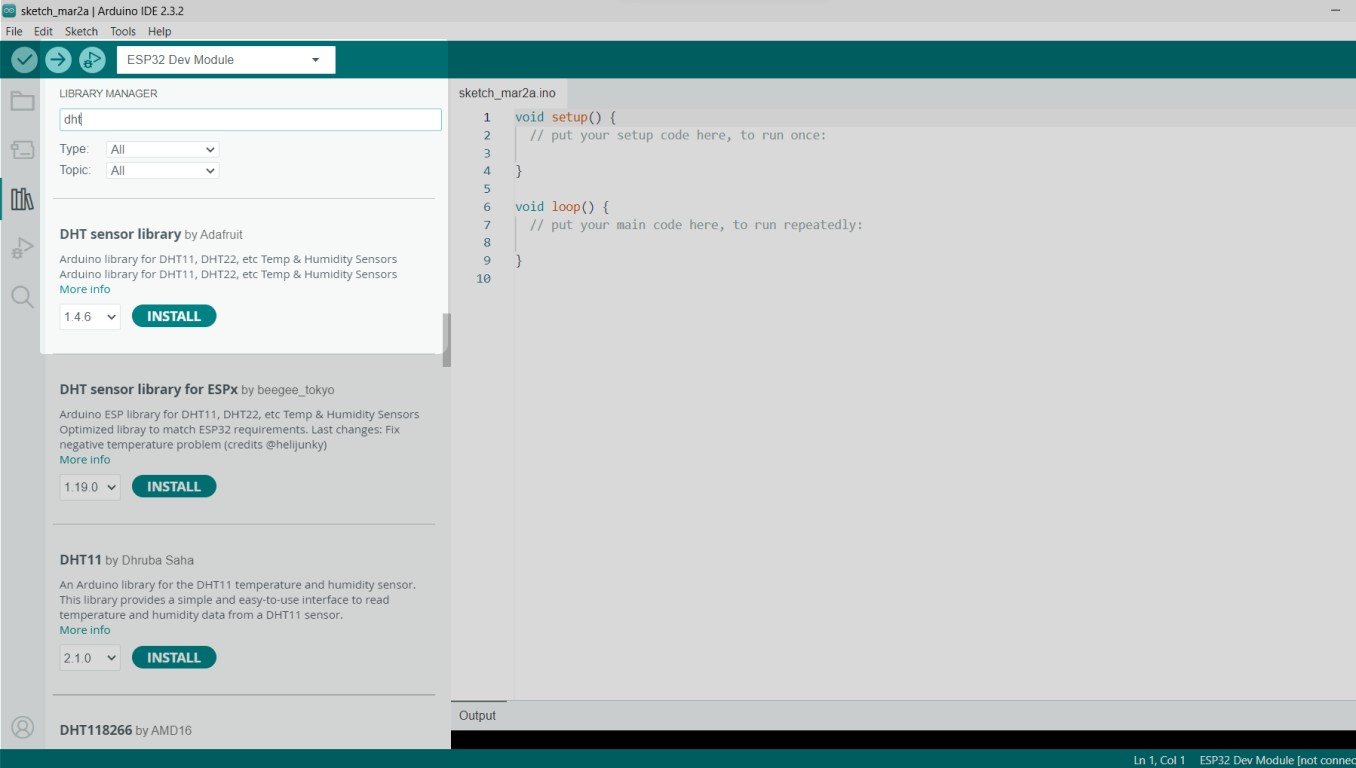 sketch_mar2a | Arduino IDE 2.3.2
File Edit Sketch Tools Help
ESP32 Dev Module
LIBRARY MANAGER
dht
Type: All
Topic: All
DHT sensor library by Adafruit
Arduino library for DHT11, DHT22, etc Temp & Humidity Sensors
Arduino library for DHT11, DHT22, etc Temp & Humidity Sensors
More info
1.4.6 INSTALL
DHT sensor library for ESPx by beegee_tokyo
Arduino ESP library for DHT11, DHT22, etc Temp & Humidity Sensors
Optimized libray to match ESP32 requirements. Last changes: Fix
negative temperature problem (credits @helijunky)
More info
1.19.0 INSTALL
DHT11 by Dhruba Saha
An Arduino library for the DHT11 temperature and humidity sensor.
This library provides a simple and easy-to-use interface to read
temperature and humidity data from a DHT11 sensor.
More info
2.1.0 INSTALL
DHT118266 by AMD16
sketch_mar2a.ino
1 void setup() {
2 // put your setup code here, to run once:
3
4 }
5
6 void loop() {
7 // put your main code here, to run repeatedly:
8
9 }
10
Output
Ln 1, Col 1 ESP32 Dev Module [not connec